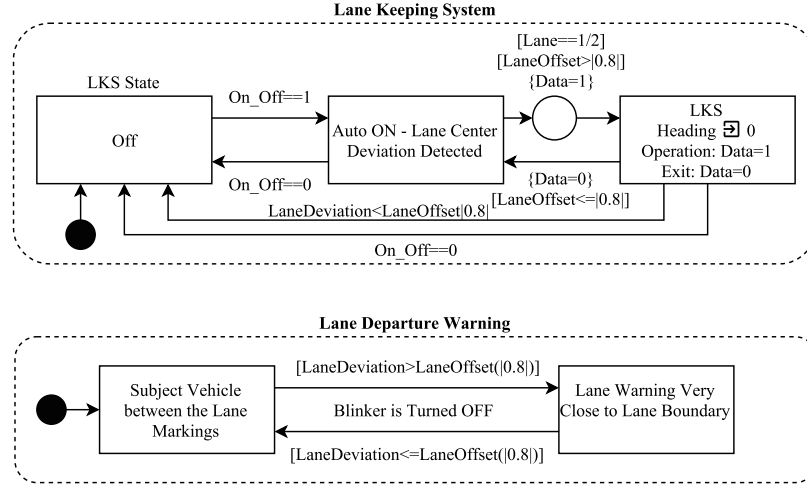 Lane Keeping System
LKS State
Off
On_Off==1
On_Off==0
Auto ON - Lane Center
Deviation Detected
[Lane==1/2]
[LaneOffset>|0.8|]
{Data=1}
LKS
Heading 0
Operation: Data=1
Exit: Data=0
{Data=0}
[LaneOffset<=|0.8|]
LaneDeviation<LaneOffset|0.8|
On_Off==0
Lane Departure Warning
Subject Vehicle
between the Lane
Markings
[LaneDeviation>LaneOffset(|0.8|)]
Blinker is Turned OFF
[LaneDeviation<=LaneOffset(|0.8|)]
Lane Warning Very
Close to Lane Boundary